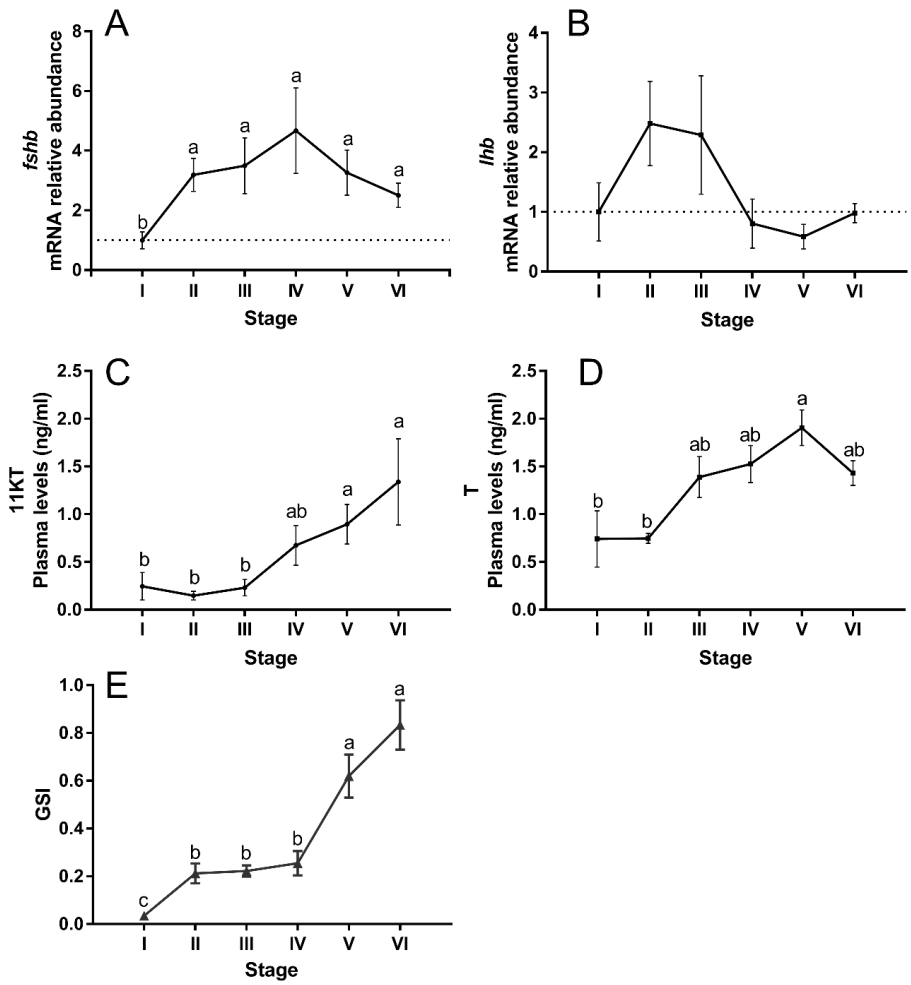 A
fshb
mRNA relative abundance
8
6
4
2
0
b
a
a
a
a
a
I II III IV V VI
Stage
B
lhb
mRNA relative abundance
4
3
2
1
0
I II III IV V VI
Stage
C
11KT
Plasma levels (ng/ml)
2.5
2.0
1.5
1.0
0.5
0.0
b
b
b
ab
a
a
I II III IV V VI
Stage
D
T
Plasma levels (ng/ml)
2.5
2.0
1.5
1.0
0.5
0.0
b
b
ab
ab
a
ab
I II III IV V VI
Stage
E
GSI
1.0
0.8
0.6
0.4
0.2
0.0
c
b
b
b
a
a
I II III IV V VI
Stage